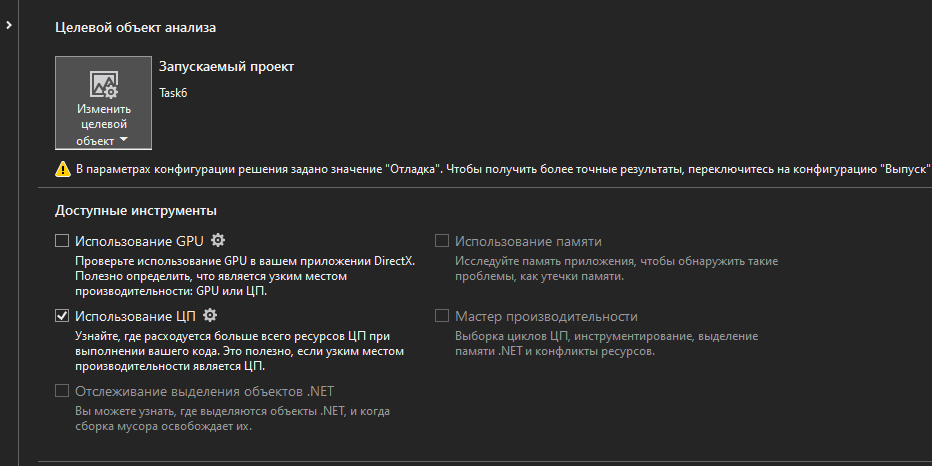 Целевой объект анализа
Изменить
целевой
объект
Запускаемый проект
Task6
В параметрах конфигурации решения задано значение "Отладка". Чтобы получить более точные результаты, переключитесь на конфигурацию "Выпуск"
Доступные инструменты
Использование GPU
Проверьте использование GPU в вашем приложении DirectX.
Полезно определить, что является узким местом
производительности: GPU или ЦП.
Использование памяти
Исследуйте память приложения, чтобы обнаружить такие
проблемы, как утечки памяти.
Использование ЦП
Узнайте, где расходуется больше всего ресурсов ЦП при
выполнении вашего кода. Это полезно, если узким местом
производительности является ЦП.
Мастер производительности
Выборка циклов ЦП, инструментирование, выделение
памяти .NET и конфликты ресурсов.
Отслеживание выделения объектов .NET
Вы можете узнать, где выделяются объекты .NET, и когда
сборка мусора освобождает их.